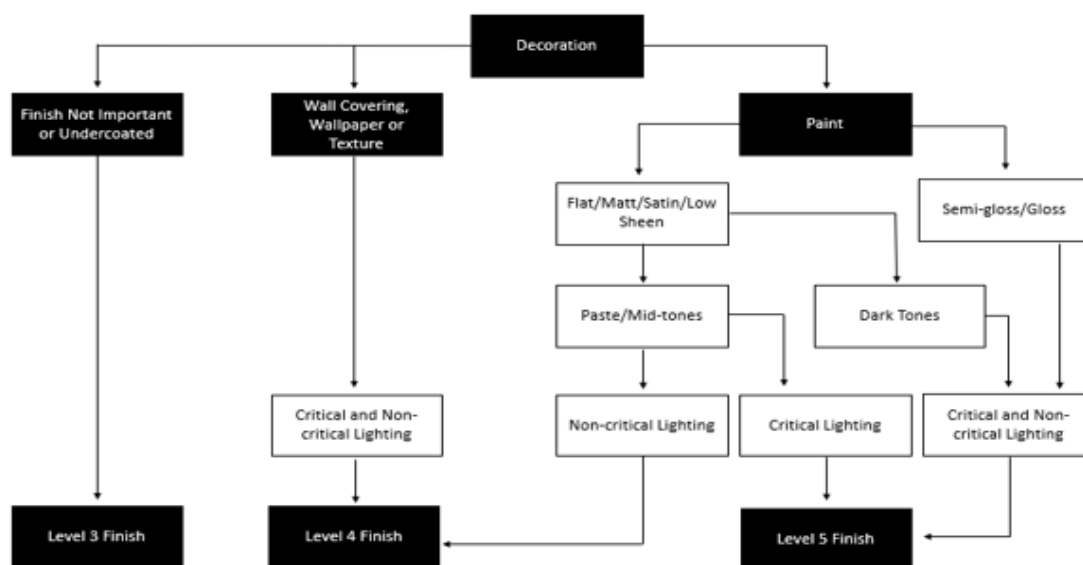 Decoration
Finish Not Important
or Undercoated
Wall Covering,
Wallpaper or
Texture
Paint
Flat/Matt/Satin/Low
Sheen
Semi-gloss/Gloss
Paste/Mid-tones
Dark Tones
Critical and Non-
critical Lighting
Non-critical Lighting
Critical Lighting
Critical and Non-
critical Lighting
Level 3 Finish
Level 4 Finish
Level 5 Finish